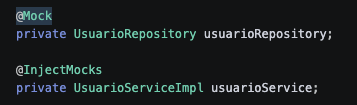 @Mock
private UsuarioRepository usuarioRepository;
@InjectMocks
private UsuarioServiceImpl usuarioService;